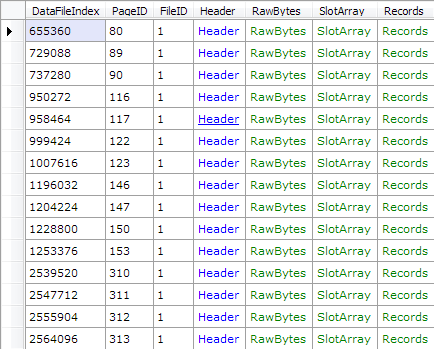 DataFileIndex PageID FileID Header RawBytes SlotArray Records
655360 80 1 Header RawBytes SlotArray Records
729088 89 1 Header RawBytes SlotArray Records
737280 90 1 Header RawBytes SlotArray Records
950272 116 1 Header RawBytes SlotArray Records
958464 117 1 Header RawBytes SlotArray Records
999424 122 1 Header RawBytes SlotArray Records
1007616 123 1 Header RawBytes SlotArray Records
1196032 146 1 Header RawBytes SlotArray Records
1204224 147 1 Header RawBytes SlotArray Records
1228800 150 1 Header RawBytes SlotArray Records
1253376 153 1 Header RawBytes SlotArray Records
2539520 310 1 Header RawBytes SlotArray Records
2547712 311 1 Header RawBytes SlotArray Records
2555904 312 1 Header RawBytes SlotArray Records
2564096 313 1 Header RawBytes SlotArray Records